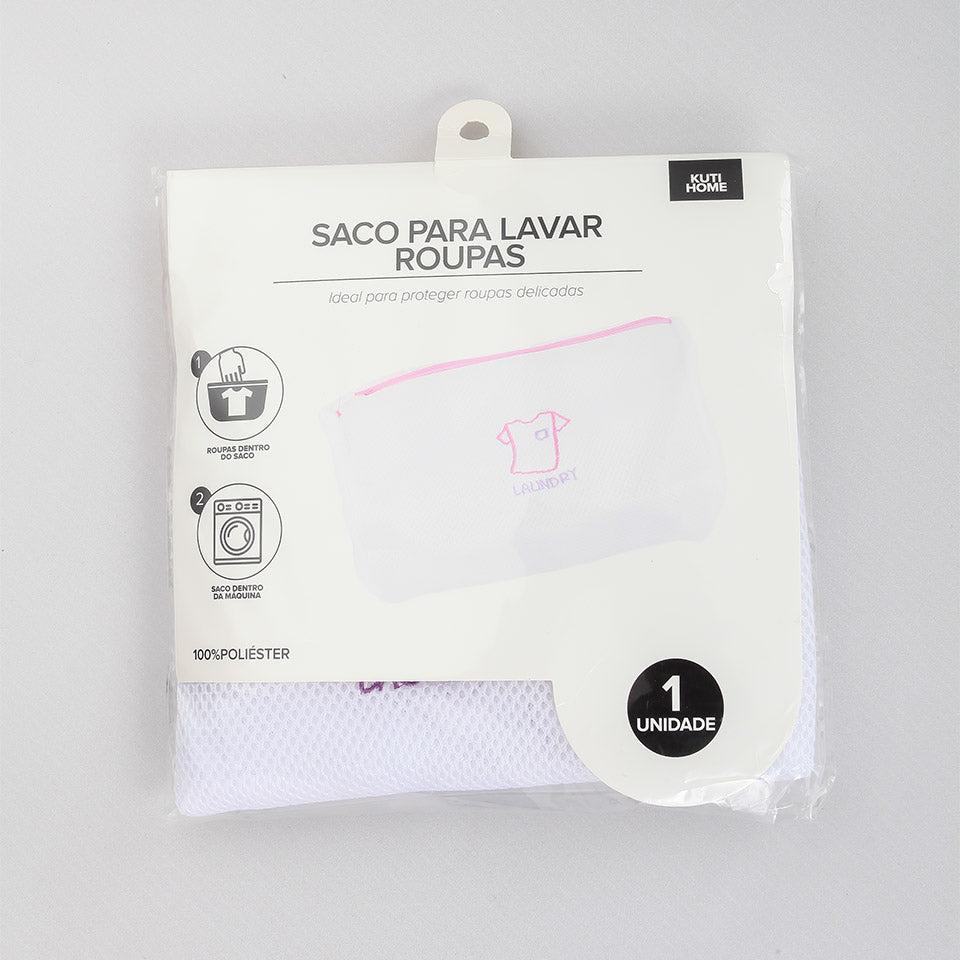 KUTI
HOME
SACO PARA LAVAR
ROUPAS
Ideal para proteger roupas delicadas
1
ROUPAS DENTRO
DO SACO
LAUNDRY
2
SACO DENTRO
DA MAQUINA
100%POLIÉSTER
1
UNIDADE